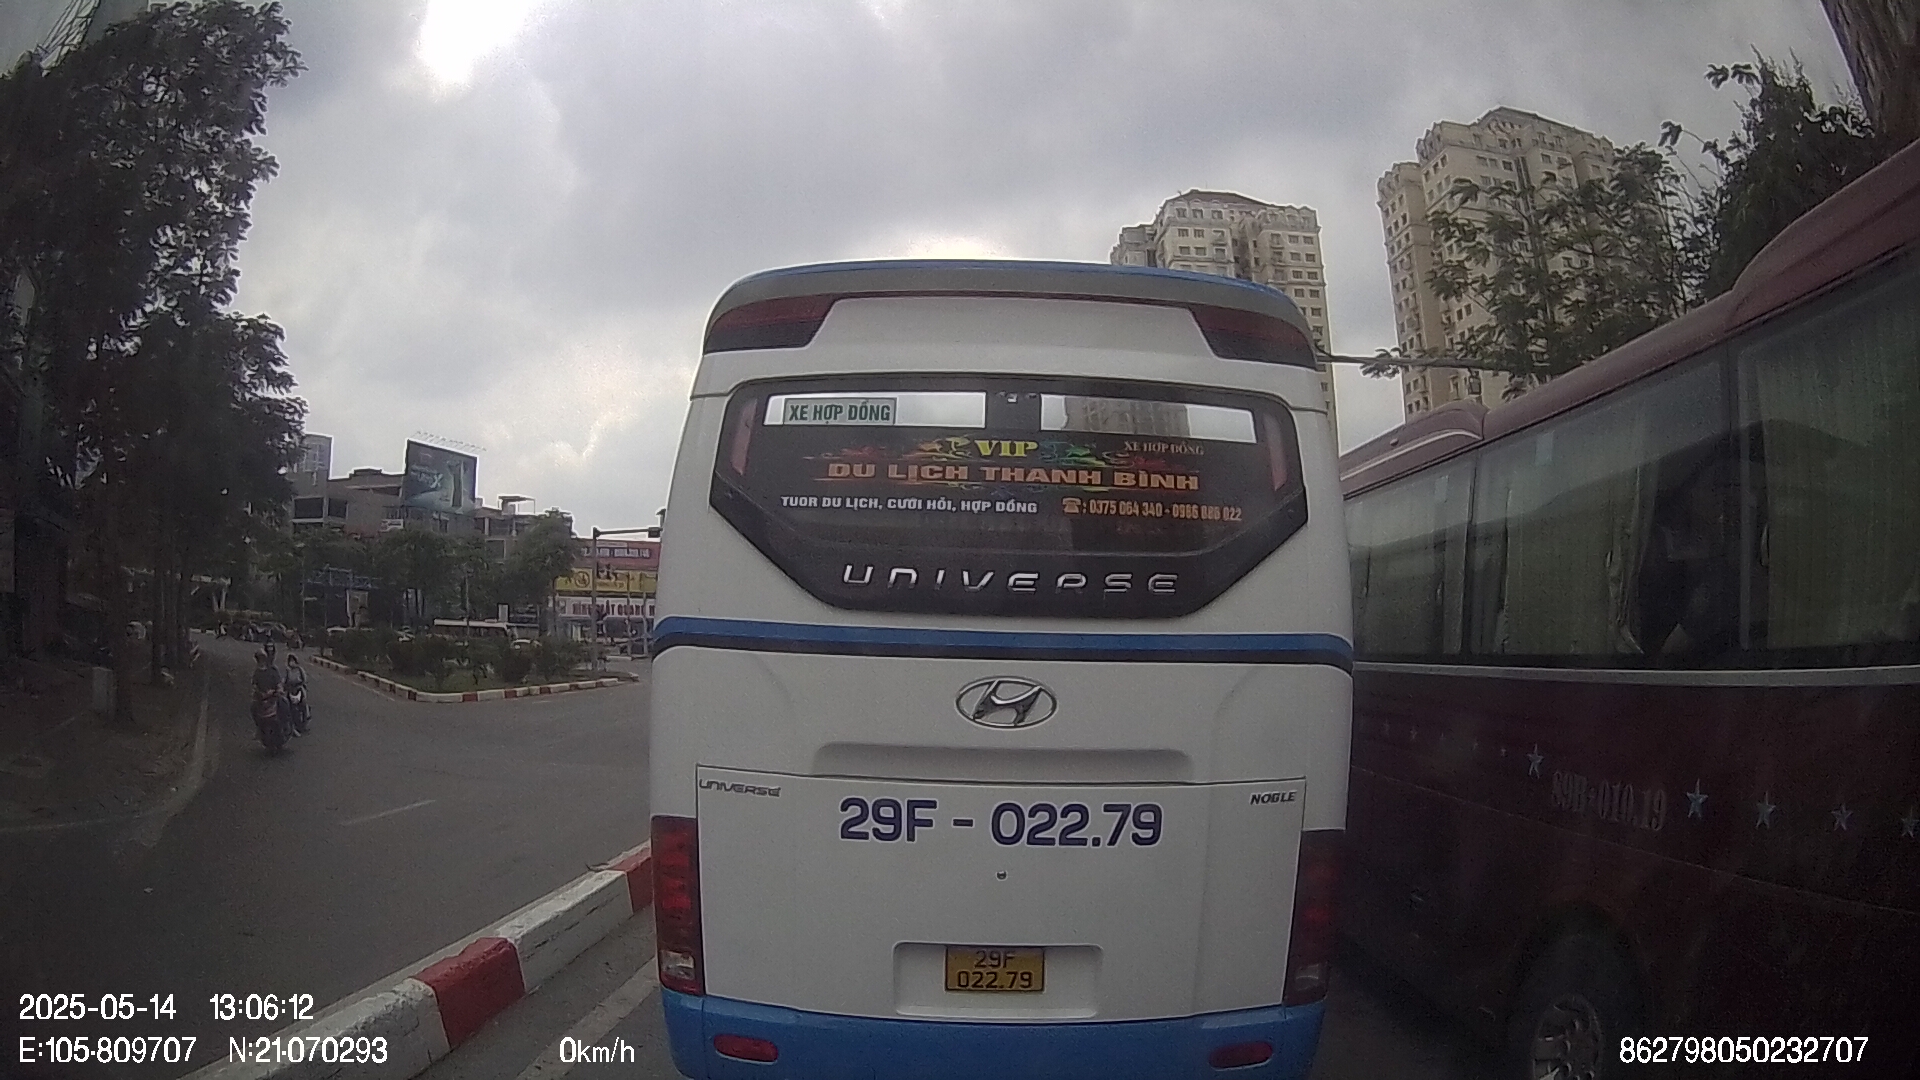 XE HỢP ĐỒNG
VIP
XE HỢP ĐỒNG
DU LỊCH THANH BÌNH
TUOR DU LỊCH, CƯỚI HỎI, HỢP ĐỒNG
☎: 0375 064 340 - 0986 886 022
UNIVERSE
UNIVERSE
NOBLE
29F - 022.79
29F
022.79
2025-05-14 13:06:12
E:105.809707 N:21.070293
0km/h
862798050232707